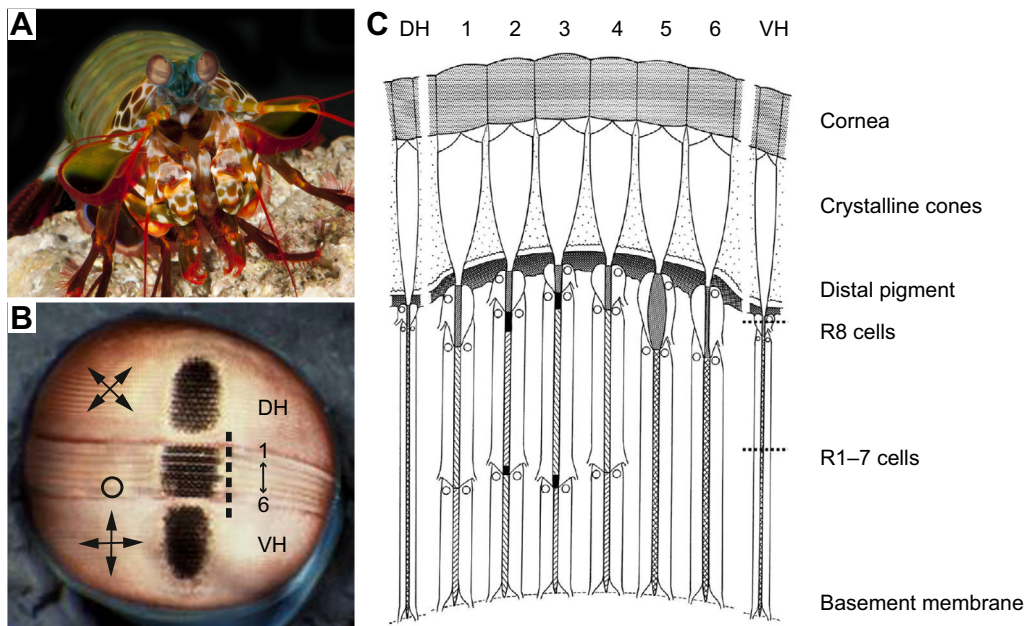 A
B
DH
1
6
VH
C
DH 1 2 3 4 5 6 VH
Cornea
Crystalline cones
Distal pigment
R8 cells
R1–7 cells
Basement membrane